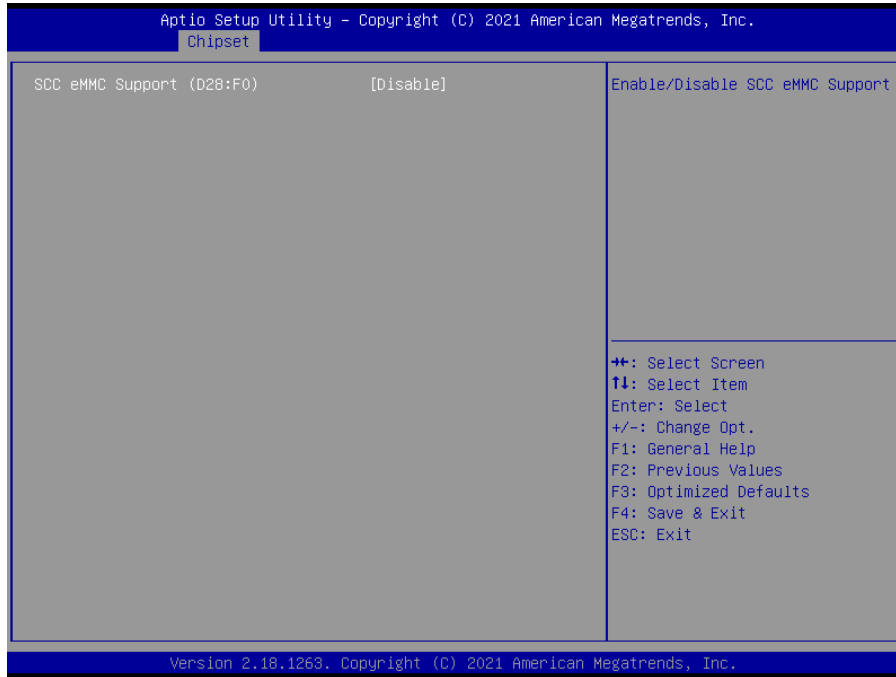 Aptio Setup Utility – Copyright (C) 2021 American Megatrends, Inc.
Chipset
SCC eMMC Support (D28:F0) [Disable]
Enable/Disable SCC eMMC Support
→←: Select Screen
↑↓: Select Item
Enter: Select
+/-: Change Opt.
F1: General Help
F2: Previous Values
F3: Optimized Defaults
F4: Save & Exit
ESC: Exit
Version 2.18.1263. Copyright (C) 2021 American Megatrends, Inc.